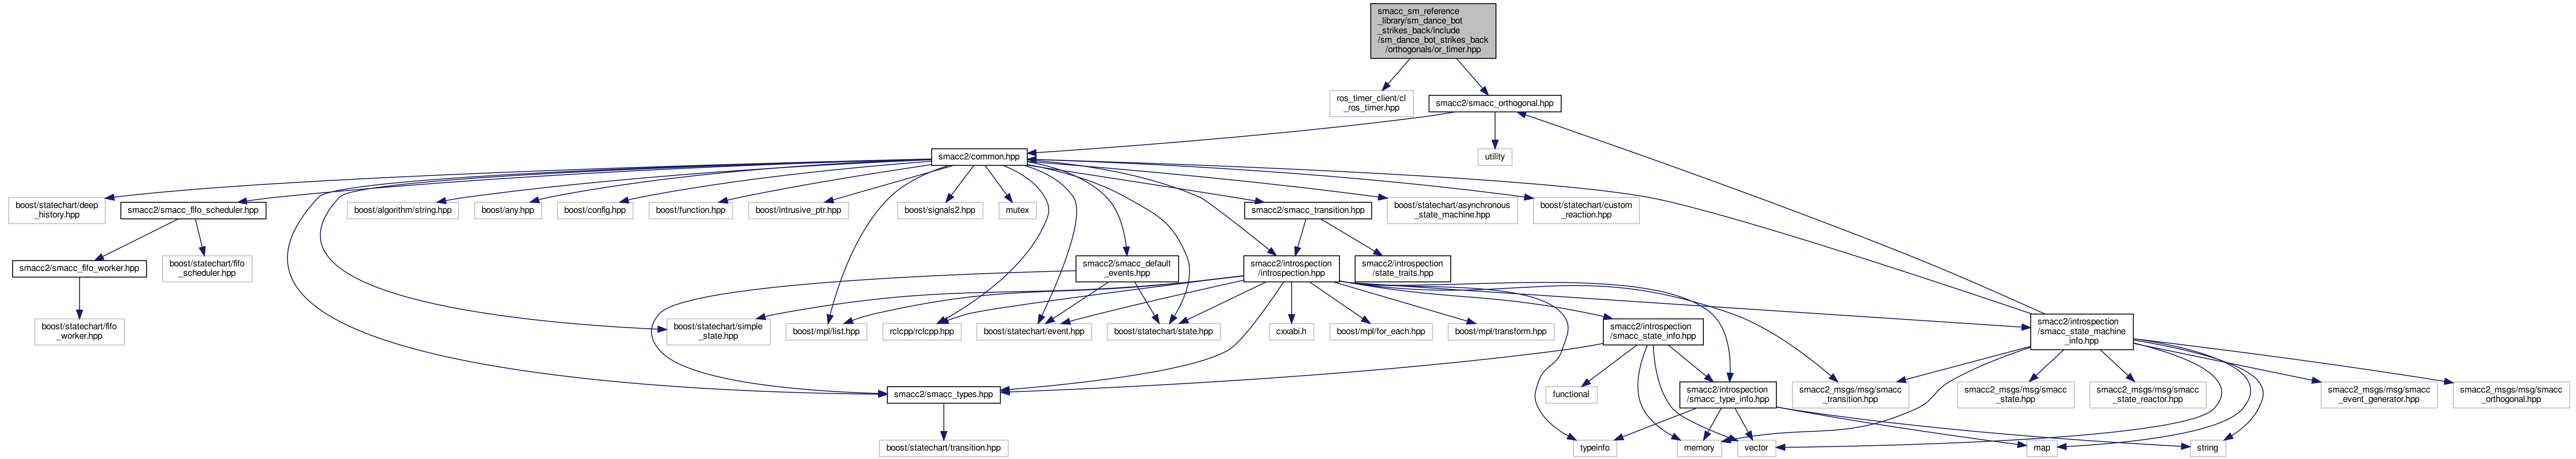 smacc_sm_reference
_library/sm_dance_bot
_strikes_back/include
/sm_dance_bot_strikes_back
/orthogonals/or_timer.hpp
ros_timer_client/cl
_ros_timer.hpp
smacc2/smacc_orthogonal.hpp
smacc2/common.hpp
utility
boost/statechart/deep
_history.hpp
smacc2/smacc_fifo_scheduler.hpp
boost/algorithm/string.hpp
boost/any.hpp
boost/config.hpp
boost/function.hpp
boost/intrusive_ptr.hpp
boost/signals2.hpp
mutex
smacc2/smacc_transition.hpp
boost/statechart/asynchronous
_state_machine.hpp
boost/statechart/custom
_reaction.hpp
smacc2/smacc_fifo_worker.hpp
boost/statechart/fifo
_scheduler.hpp
smacc2/smacc_default
_events.hpp
smacc2/introspection
/introspection.hpp
smacc2/introspection
/state_traits.hpp
boost/statechart/fifo
_worker.hpp
boost/statechart/simple
_state.hpp
boost/mpl/list.hpp
rclcpp/rclcpp.hpp
boost/statechart/event.hpp
boost/statechart/state.hpp
cxxabi.h
boost/mpl/for_each.hpp
boost/mpl/transform.hpp
smacc2/introspection
/smacc_state_info.hpp
smacc2/introspection
/smacc_state_machine
_info.hpp
smacc2/smacc_types.hpp
functional
smacc2/introspection
/smacc_type_info.hpp
smacc2_msgs/msg/smacc
_transition.hpp
smacc2_msgs/msg/smacc
_state.hpp
smacc2_msgs/msg/smacc
_state_reactor.hpp
smacc2_msgs/msg/smacc
_event_generator.hpp
smacc2_msgs/msg/smacc
_orthogonal.hpp
boost/statechart/transition.hpp
typeinfo
memory
vector
map
string